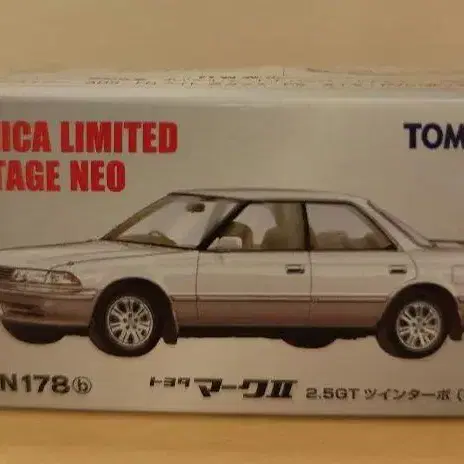 ICA LIMITED
TOM
TAGE NEO
N178ⓑ
トヨタ マークII 2.5GT ツインターボ (